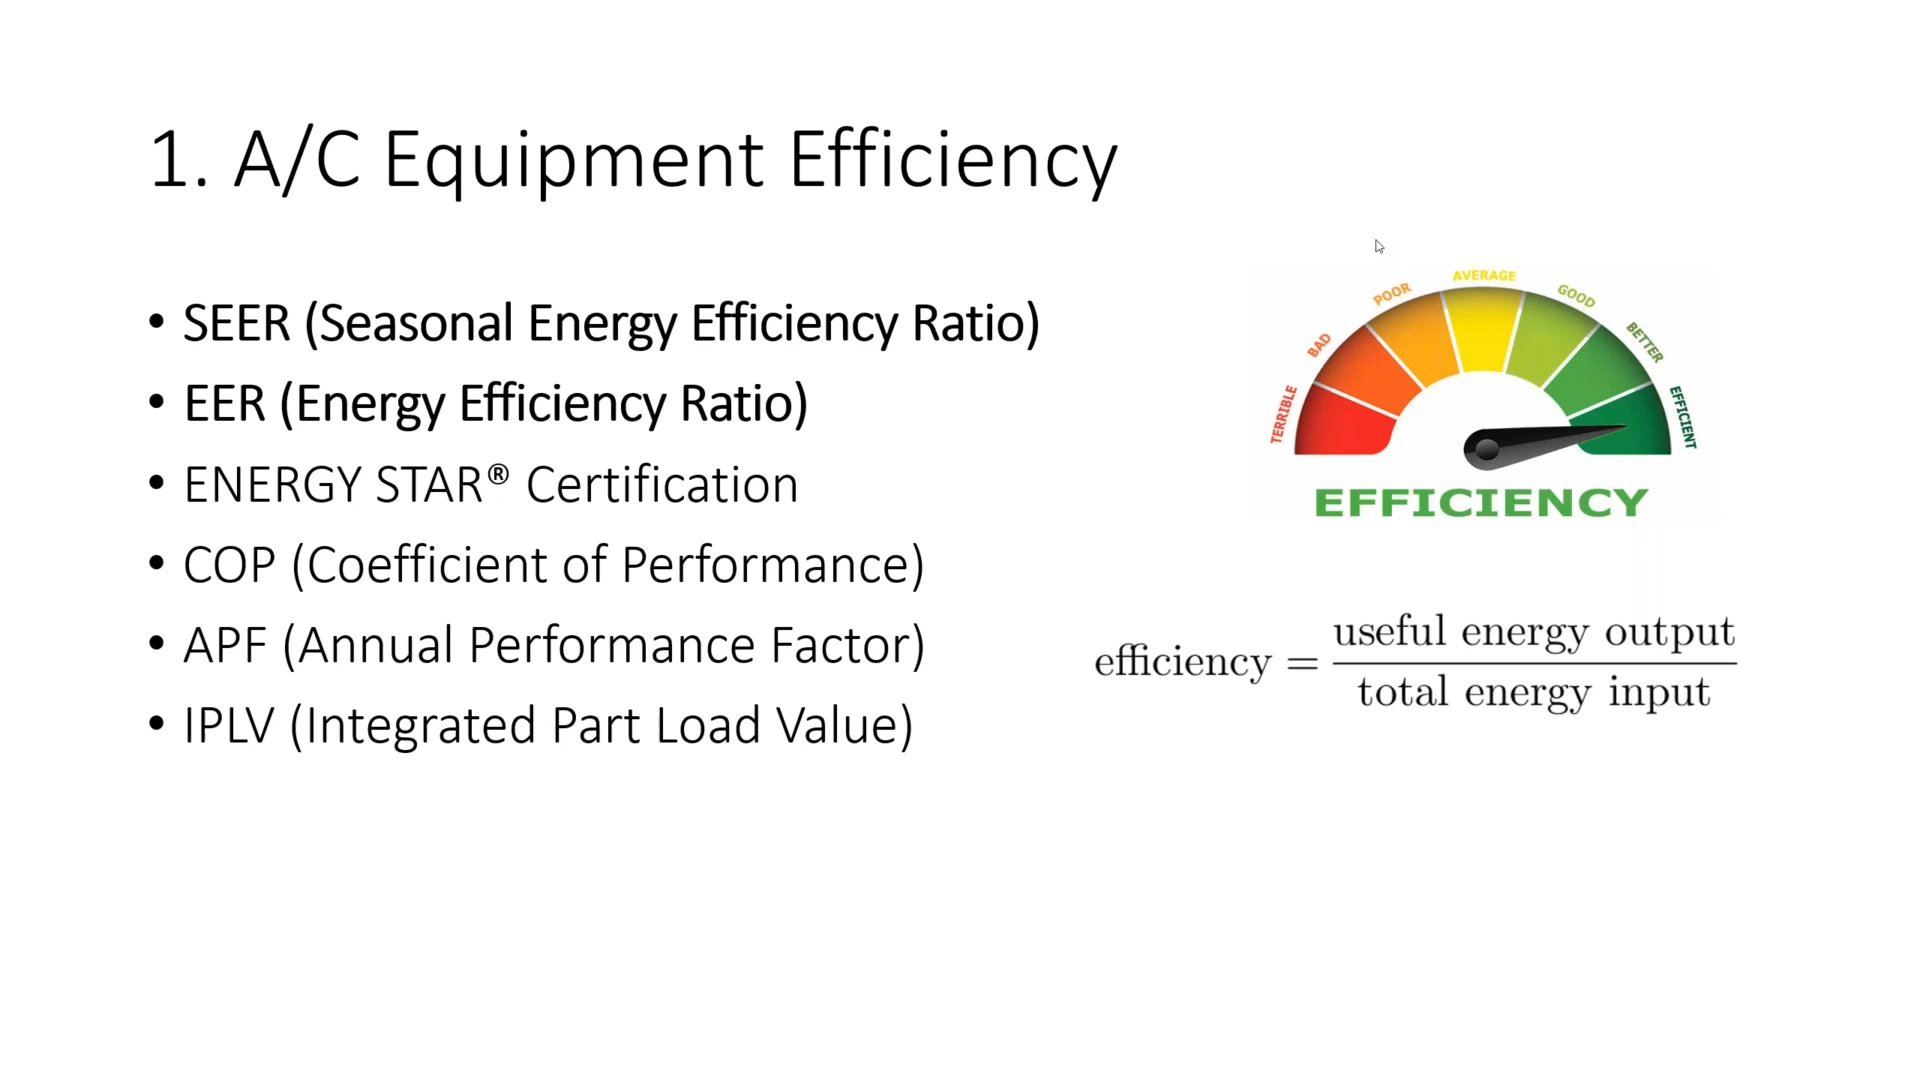 1. A/C Equipment Efficiency
• SEER (Seasonal Energy Efficiency Ratio)
• EER (Energy Efficiency Ratio)
• ENERGY STAR® Certification
• COP (Coefficient of Performance)
• APF (Annual Performance Factor)
• IPLV (Integrated Part Load Value)
TERRIBLE
BAD
POOR
AVERAGE
GOOD
BETTER
EFFICIENT
EFFICIENCY
efficiency = useful energy output / total energy input